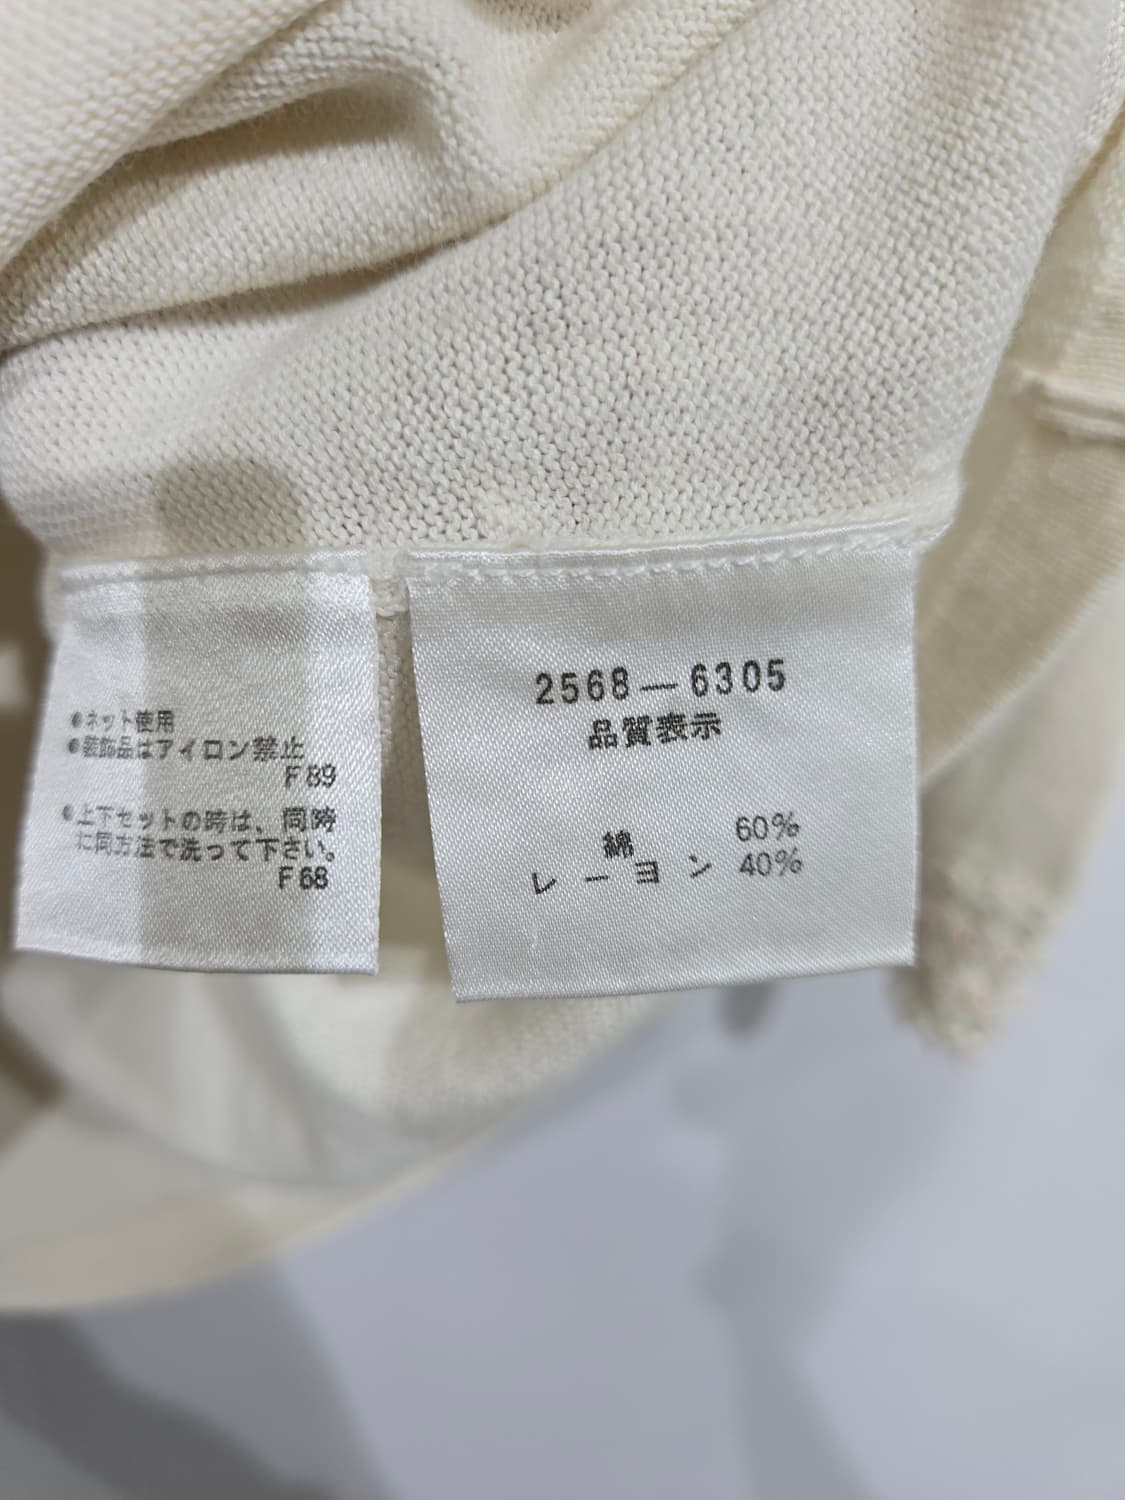 ●ネット使用
●装飾品はアイロン禁止
F89
●上下セットの時は、同時
に同方法で洗って下さい。
F68
2568—6305
品質表示
綿 60%
レーヨン 40%